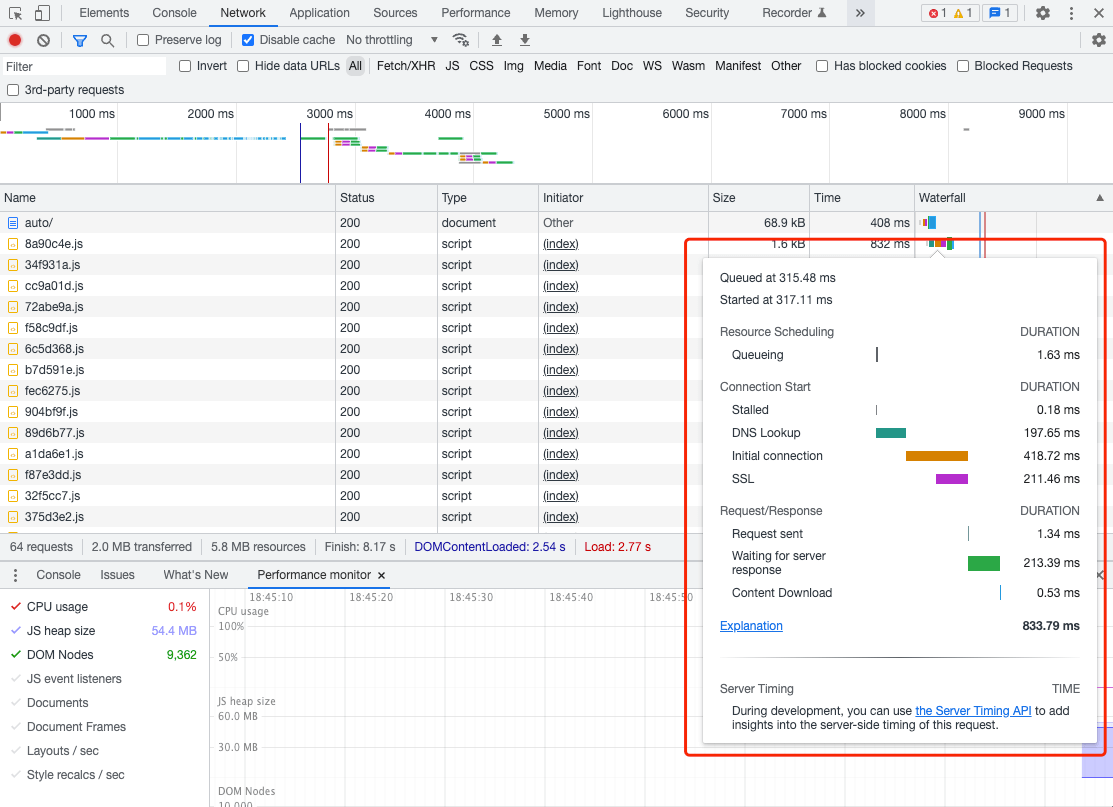 Elements Console Network Application Sources Performance Memory Lighthouse Security Recorder 1 1 1
Preserve log Disable cache No throttling
Filter Invert Hide data URLs All Fetch/XHR JS CSS Img Media Font Doc WS Wasm Manifest Other Has blocked cookies Blocked Requests
3rd-party requests
1000 ms 2000 ms 3000 ms 4000 ms 5000 ms 6000 ms 7000 ms 8000 ms 9000 ms
Name Status Type Initiator Size Time Waterfall
auto/ 200 document Other 68.9 kB 408 ms
8a90c4e.js 200 script (index) 1.6 kB 832 ms
34f931a.js 200 script (index)
cc9a01d.js 200 script (index)
72abe9a.js 200 script (index)
f58c9df.js 200 script (index)
6c5d368.js 200 script (index)
b7d591e.js 200 script (index)
fec6275.js 200 script (index)
904bf9f.js 200 script (index)
89d6b77.js 200 script (index)
a1da6e1.js 200 script (index)
f87e3dd.js 200 script (index)
32f5cc7.js 200 script (index)
375d3e2.js 200 script (index)
Queued at 315.48 ms
Started at 317.11 ms
Resource Scheduling DURATION
Queueing 1.63 ms
Connection Start DURATION
Stalled 0.18 ms
DNS Lookup 197.65 ms
Initial connection 418.72 ms
SSL 211.46 ms
Request/Response DURATION
Request sent 1.34 ms
Waiting for server
response 213.39 ms
Content Download 0.53 ms
Explanation 833.79 ms
Server Timing TIME
During development, you can use the Server Timing API to add
insights into the server-side timing of this request.
64 requests 2.0 MB transferred 5.8 MB resources Finish: 8.17 s DOMContentLoaded: 2.54 s Load: 2.77 s
Console Issues What's New Performance monitor
CPU usage 0.1%
JS heap size 54.4 MB
DOM Nodes 9,362
JS event listeners
Documents
Document Frames
Layouts / sec
Style recalcs / sec
18:45:10 18:45:20 18:45:30 18:45:40 18:45:50
CPU usage
100%
50%
JS heap size
60.0 MB
30.0 MB
DOM Nodes
10,000